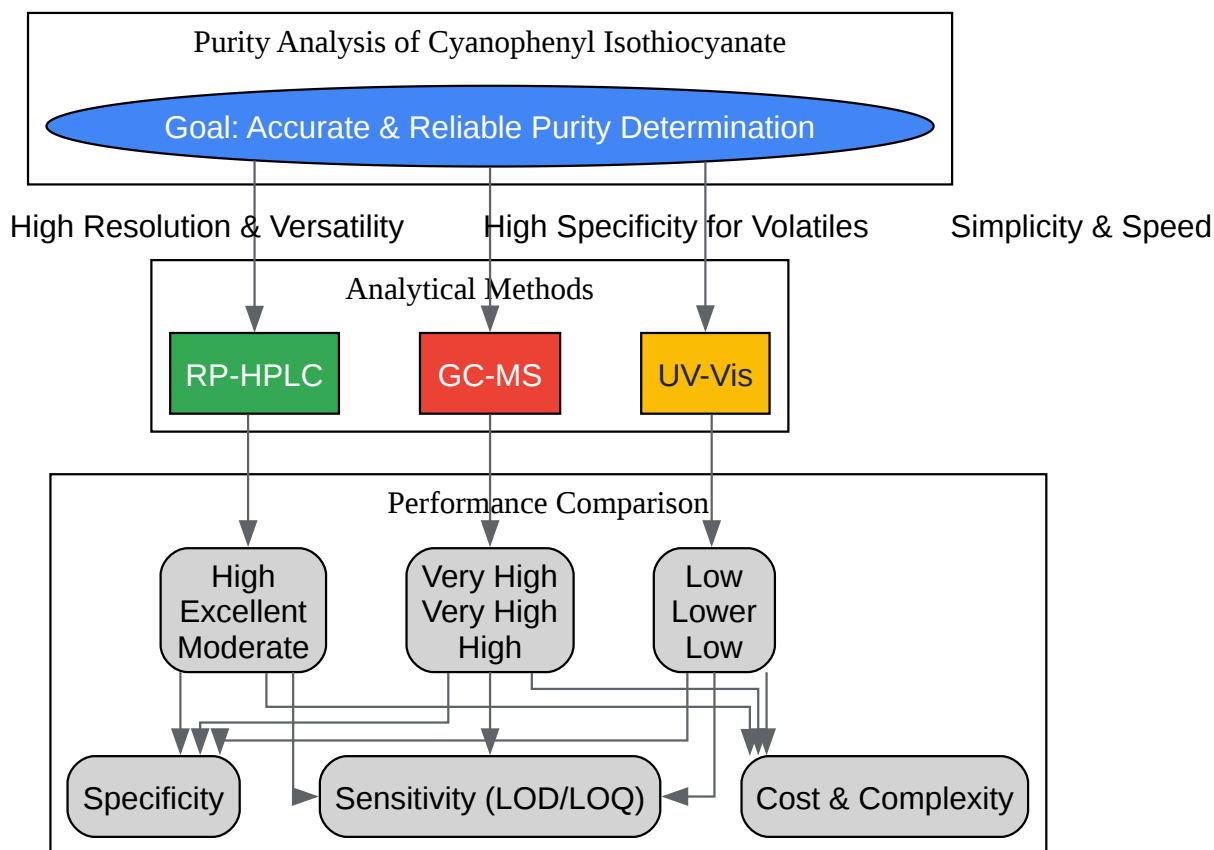 Purity Analysis of Cyanophenyl Isothiocyanate
Goal: Accurate & Reliable Purity Determination
High Resolution & Versatility
High Specificity for Volatiles
Simplicity & Speed
Analytical Methods
RP-HPLC
GC-MS
UV-Vis
Performance Comparison
High
Excellent
Moderate
Very High
Very High
High
Low
Lower
Low
Specificity
Sensitivity (LOD/LOQ)
Cost & Complexity